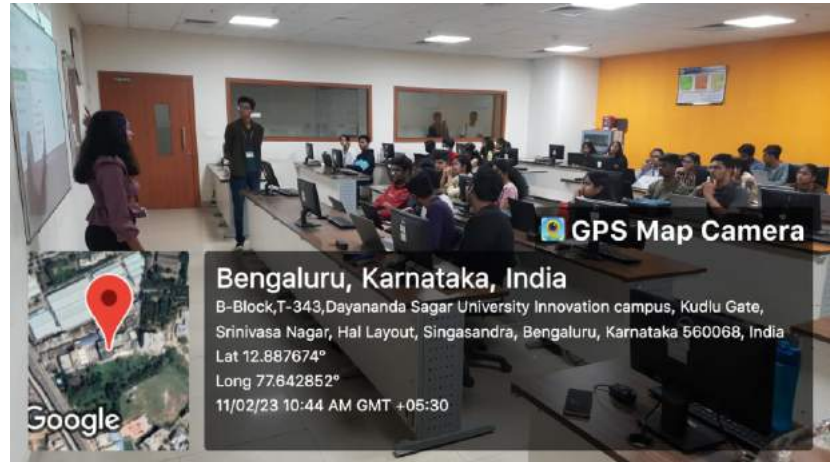 GPS Map Camera
Bengaluru, Karnataka, India
B-Block,T-343,Dayananda Sagar University Innovation campus, Kudlu Gate,
Srinivasa Nagar, Hal Layout, Singasandra, Bengaluru, Karnataka 560068, India
Lat 12.887674°
Long 77.642852°
11/02/23 10:44 AM GMT +05:30
Google